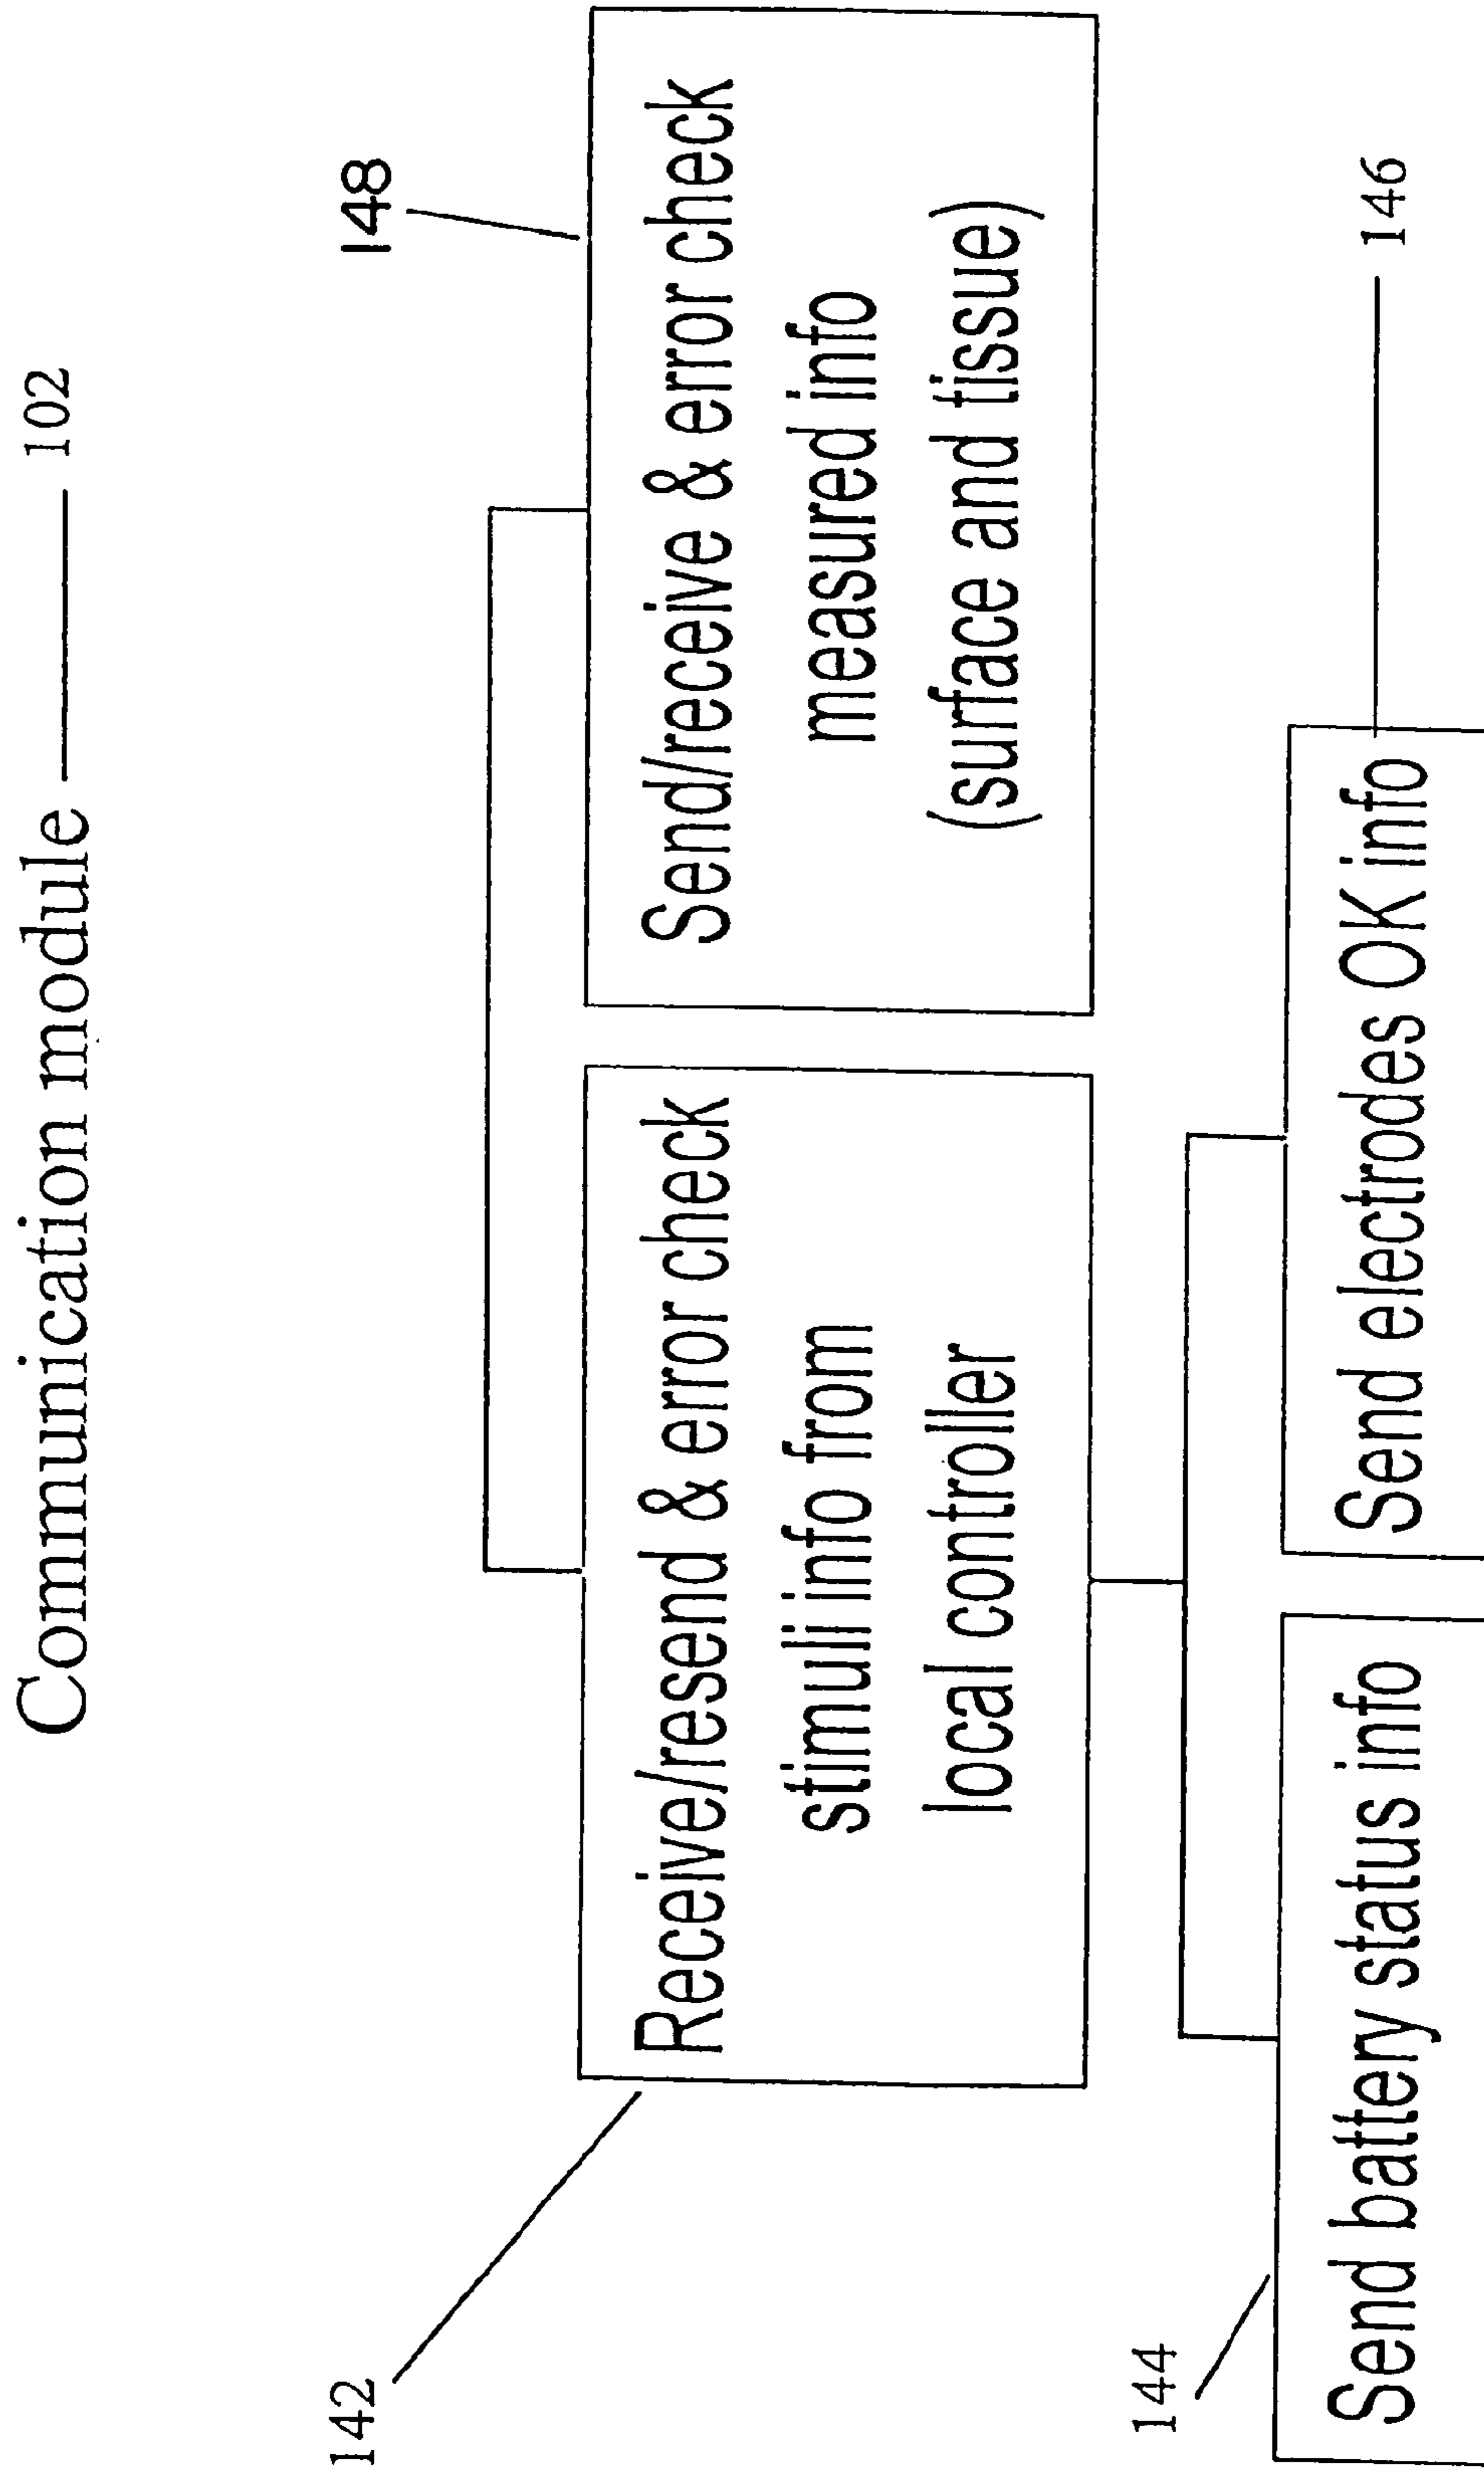 Communication module 102
148
142
Receive/resend & error check
stimuli info from
local controller
Send/receive & error check
measured info
(surface and tissue)
144
Send battery status info
Send electrodes OK info
146